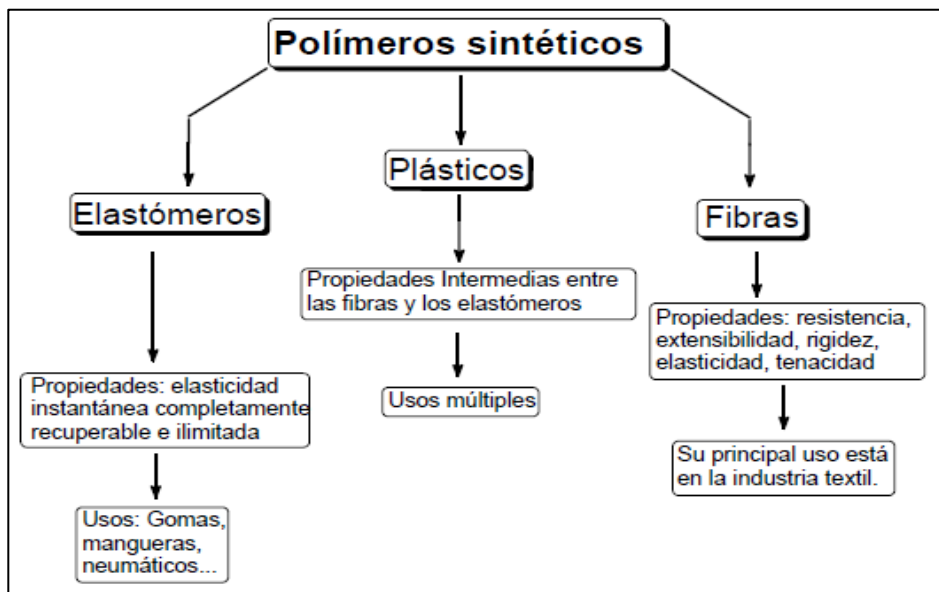 Polímeros sintéticos
Elastómeros
Plásticos
Fibras
Propiedades: elasticidad
instantánea completamente
recuperable e ilimitada
Usos: Gomas,
mangueras,
neumáticos...
Propiedades Intermedias entre
las fibras y los elastómeros
Usos múltiples
Propiedades: resistencia,
extensibilidad, rigidez,
elasticidad, tenacidad
Su principal uso está
en la industria textil.